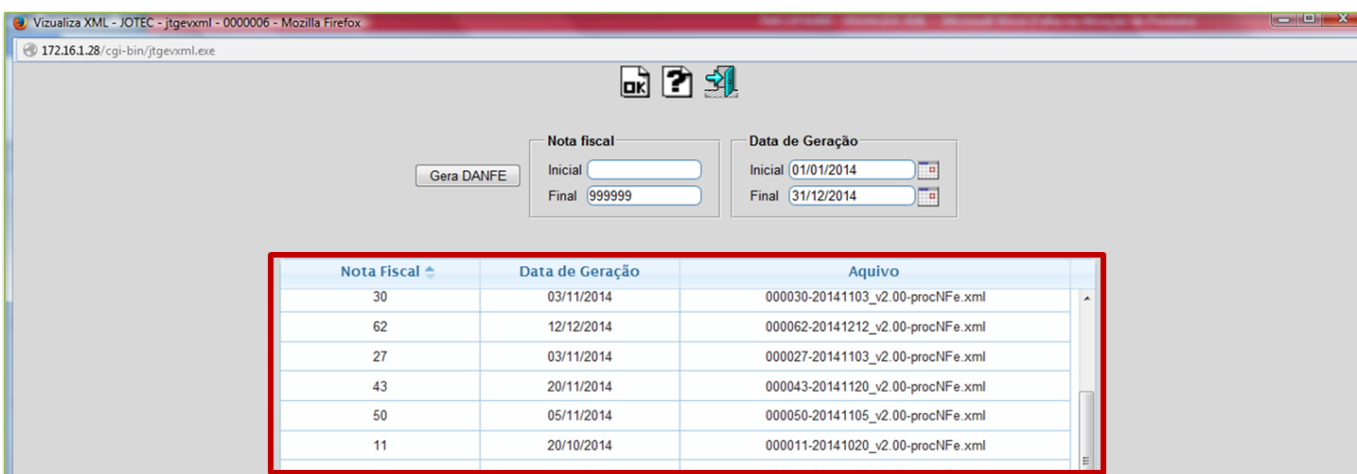 Vizualiza XML - JOTEC - jtgevxml - 0000006 - Mozilla Firefox
172.16.1.28/cgi-bin/jtgevxml.exe
OK ?
Nota fiscal Data de Geração
Gera DANFE Inicial Inicial 01/01/2014
Final 999999 Final 31/12/2014
Nota Fiscal Data de Geração Aquivo
30 03/11/2014 000030-20141103_v2.00-procNFe.xml
62 12/12/2014 000062-20141212_v2.00-procNFe.xml
27 03/11/2014 000027-20141103_v2.00-procNFe.xml
43 20/11/2014 000043-20141120_v2.00-procNFe.xml
50 05/11/2014 000050-20141105_v2.00-procNFe.xml
11 20/10/2014 000011-20141020_v2.00-procNFe.xml